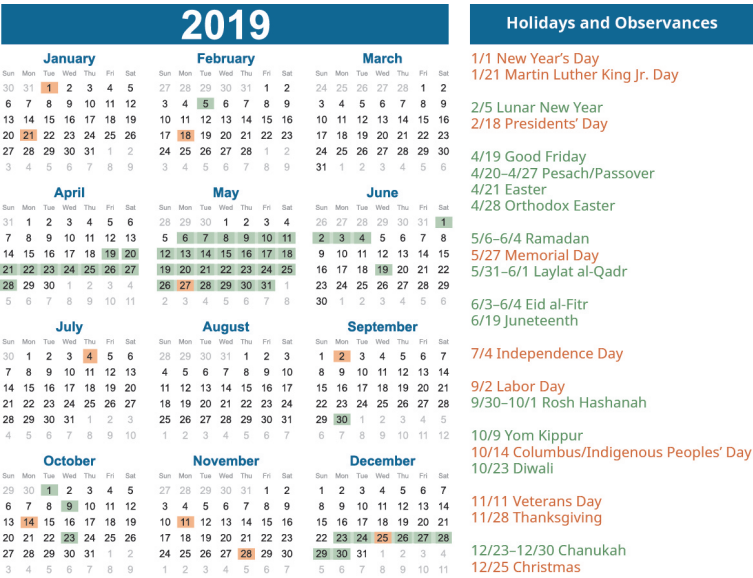 2019
January
Sun Mon Tue Wed Thu Fri Sat
30 31 1 2 3 4 5
6 7 8 9 10 11 12
13 14 15 16 17 18 19
20 21 22 23 24 25 26
27 28 29 30 31 1 2
3 4 5 6 7 8 9
February
Sun Mon Tue Wed Thu Fri Sat
27 28 29 30 31 1 2
3 4 5 6 7 8 9
10 11 12 13 14 15 16
17 18 19 20 21 22 23
24 25 26 27 28 1 2
3 4 5 6 7 8 9
March
Sun Mon Tue Wed Thu Fri Sat
24 25 26 27 28 1 2
3 4 5 6 7 8 9
10 11 12 13 14 15 16
17 18 19 20 21 22 23
24 25 26 27 28 29 30
31 1 2 3 4 5 6
April
Sun Mon Tue Wed Thu Fri Sat
31 1 2 3 4 5 6
7 8 9 10 11 12 13
14 15 16 17 18 19 20
21 22 23 24 25 26 27
28 29 30 1 2 3 4
5 6 7 8 9 10 11
May
Sun Mon Tue Wed Thu Fri Sat
28 29 30 1 2 3 4
5 6 7 8 9 10 11
12 13 14 15 16 17 18
19 20 21 22 23 24 25
26 27 28 29 30 31 1
2 3 4 5 6 7 8
June
Sun Mon Tue Wed Thu Fri Sat
26 27 28 29 30 31 1
2 3 4 5 6 7 8
9 10 11 12 13 14 15
16 17 18 19 20 21 22
23 24 25 26 27 28 29
30 1 2 3 4 5 6
July
Sun Mon Tue Wed Thu Fri Sat
30 1 2 3 4 5 6
7 8 9 10 11 12 13
14 15 16 17 18 19 20
21 22 23 24 25 26 27
28 29 30 31 1 2 3
4 5 6 7 8 9 10
August
Sun Mon Tue Wed Thu Fri Sat
28 29 30 31 1 2 3
4 5 6 7 8 9 10
11 12 13 14 15 16 17
18 19 20 21 22 23 24
25 26 27 28 29 30 31
1 2 3 4 5 6 7
September
Sun Mon Tue Wed Thu Fri Sat
1 2 3 4 5 6 7
8 9 10 11 12 13 14
15 16 17 18 19 20 21
22 23 24 25 26 27 28
29 30 1 2 3 4 5
6 7 8 9 10 11 12
October
Sun Mon Tue Wed Thu Fri Sat
29 30 1 2 3 4 5
6 7 8 9 10 11 12
13 14 15 16 17 18 19
20 21 22 23 24 25 26
27 28 29 30 31 1 2
3 4 5 6 7 8 9
November
Sun Mon Tue Wed Thu Fri Sat
27 28 29 30 31 1 2
3 4 5 6 7 8 9
10 11 12 13 14 15 16
17 18 19 20 21 22 23
24 25 26 27 28 29 30
1 2 3 4 5 6 7
December
Sun Mon Tue Wed Thu Fri Sat
1 2 3 4 5 6 7
8 9 10 11 12 13 14
15 16 17 18 19 20 21
22 23 24 25 26 27 28
29 30 31 1 2 3 4
5 6 7 8 9 10 11
Holidays and Observances
1/1 New Year’s Day
1/21 Martin Luther King Jr. Day
2/5 Lunar New Year
2/18 Presidents’ Day
4/19 Good Friday
4/20–4/27 Pesach/Passover
4/21 Easter
4/28 Orthodox Easter
5/6–6/4 Ramadan
5/27 Memorial Day
5/31–6/1 Laylat al-Qadr
6/3–6/4 Eid al-Fitr
6/19 Juneteenth
7/4 Independence Day
9/2 Labor Day
9/30–10/1 Rosh Hashanah
10/9 Yom Kippur
10/14 Columbus/Indigenous Peoples’ Day
10/23 Diwali
11/11 Veterans Day
11/28 Thanksgiving
12/23–12/30 Chanukah
12/25 Christmas